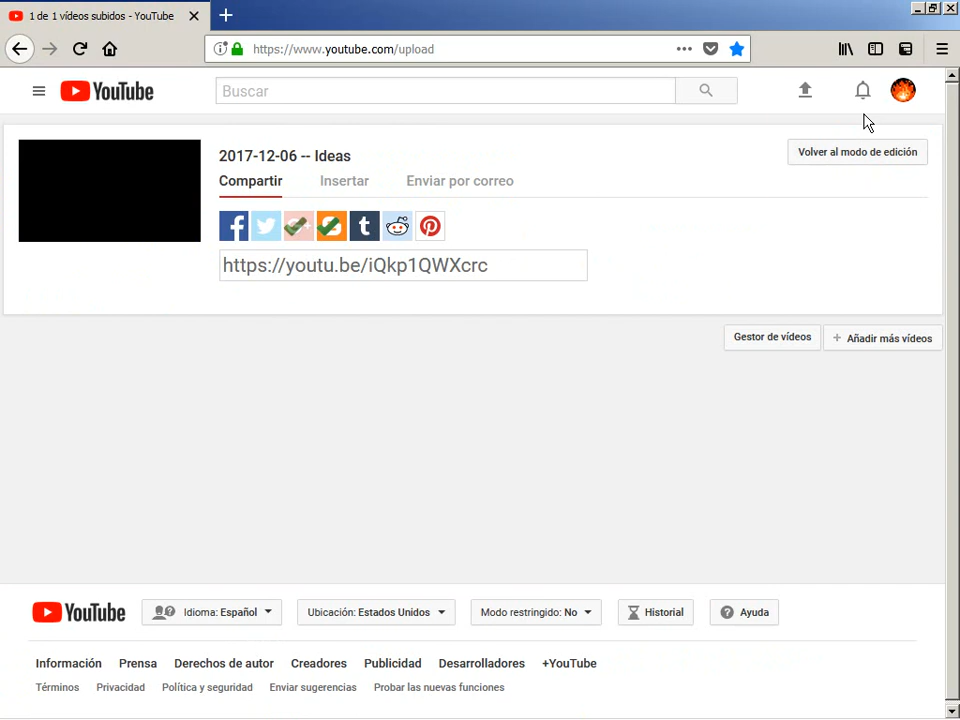 1 de 1 vídeos subidos - YouTube
https://www.youtube.com/upload
YouTube
Buscar
2017-12-06 -- Ideas
Volver al modo de edición
Compartir
Insertar
Enviar por correo
https://youtu.be/iQkp1QWXcrc
Gestor de vídeos
+ Añadir más vídeos
YouTube
Idioma: Español
Ubicación: Estados Unidos
Modo restringido: No
Historial
Ayuda
Información
Prensa
Derechos de autor
Creadores
Publicidad
Desarrolladores
+YouTube
Términos
Privacidad
Política y seguridad
Enviar sugerencias
Probar las nuevas funciones